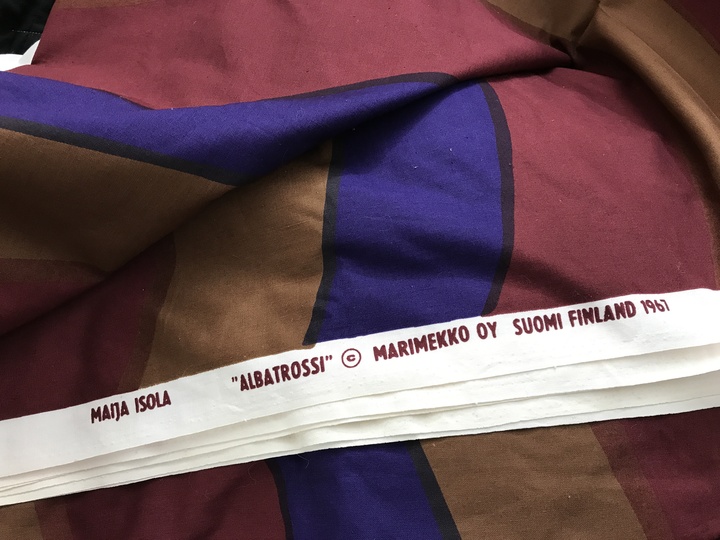 MAIJA ISOLA "ALBATROSSI" © MARIMEKKO OY SUOMI FINLAND 1967